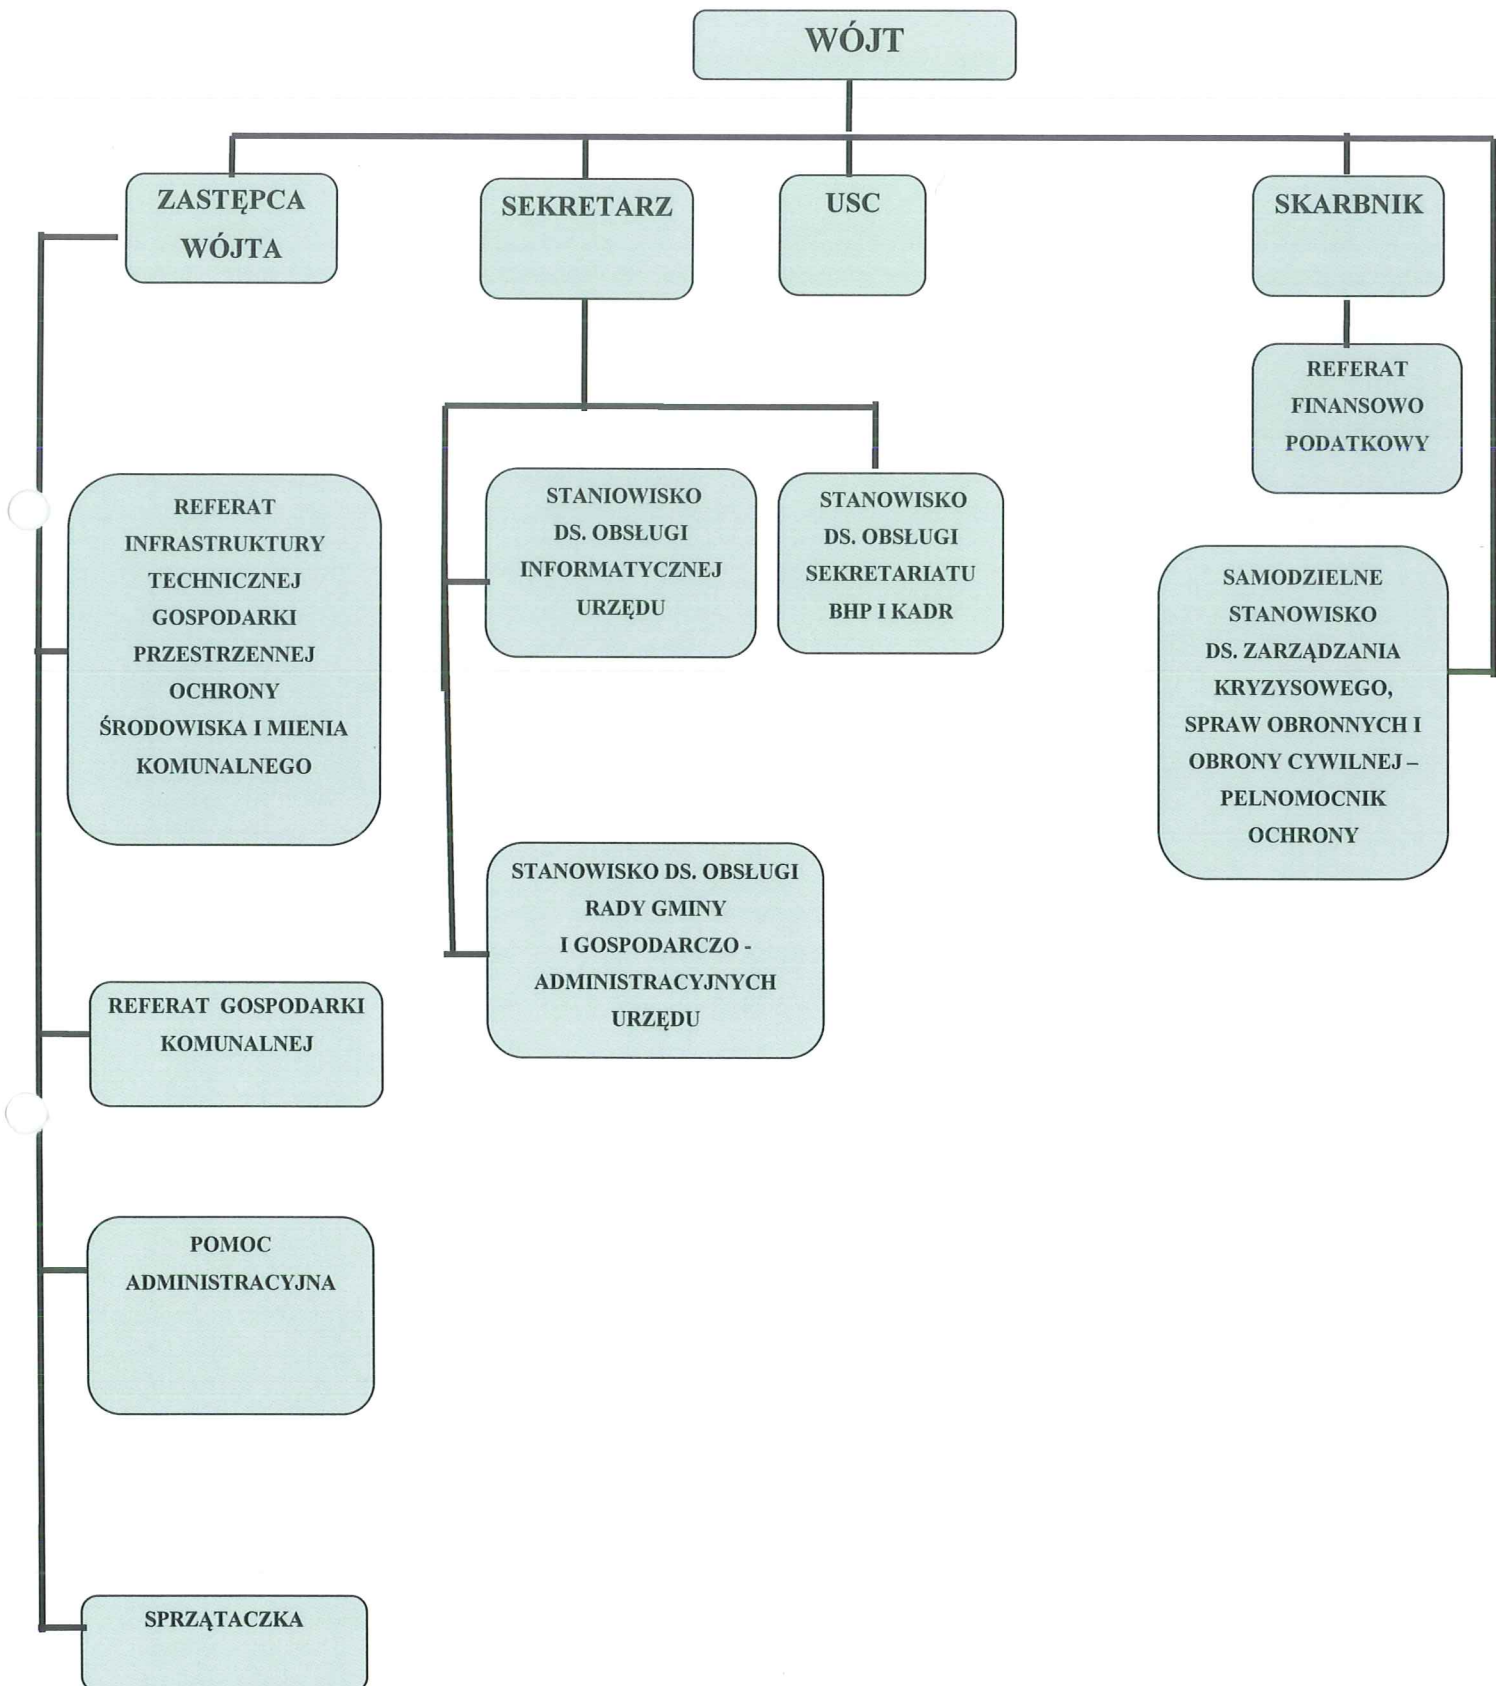 WÓJT
ZASTĘPCA
WÓJTA
SEKRETARZ
USC
SKARBNIK
REFERAT
FINANSOWO
PODATKOWY
REFERAT
INFRASTRUKTURY
TECHNICZNEJ
GOSPODARKI
PRZESTRZENNEJ
OCHRONY
ŚRODOWISKA I MIENIA
KOMUNALNEGO
STANIOWISKO
DS. OBSŁUGI
INFORMATYCZNEJ
URZĘDU
STANOWISKO
DS. OBSŁUGI
SEKRETARIATU
BHP I KADR
SAMODZIELNE
STANOWISKO
DS. ZARZĄDZANIA
KRYZYSOWEGO,
SPRAW OBRONNYCH I
OBRONY CYWILNEJ –
PELNOMOCNIK
OCHRONY
STANOWISKO DS. OBSŁUGI
RADY GMINY
I GOSPODARCZO -
ADMINISTRACYJNYCH
URZĘDU
REFERAT GOSPODARKI
KOMUNALNEJ
POMOC
ADMINISTRACYJNA
SPRZĄTACZKA